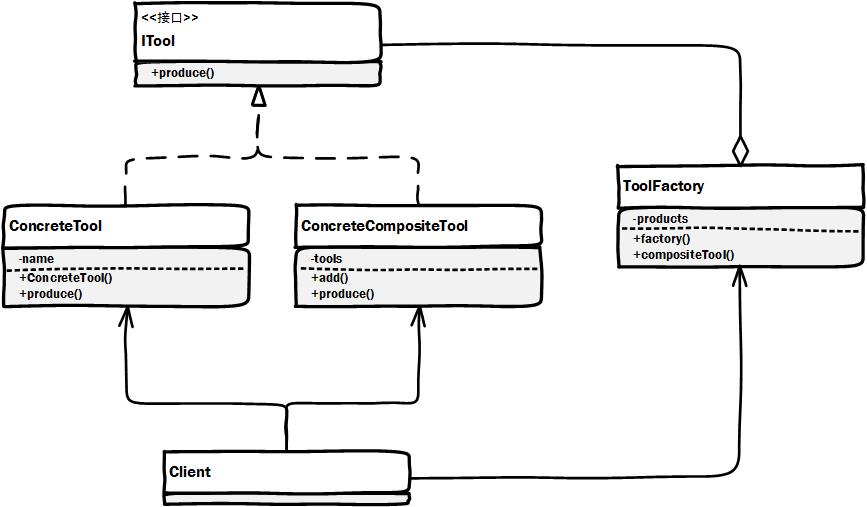 <<接口>>
ITool
+produce()
ToolFactory
-products
+factory()
+compositeTool()
ConcreteTool
-name
+ConcreteTool()
+produce()
ConcreteCompositeTool
-tools
+add()
+produce()
Client